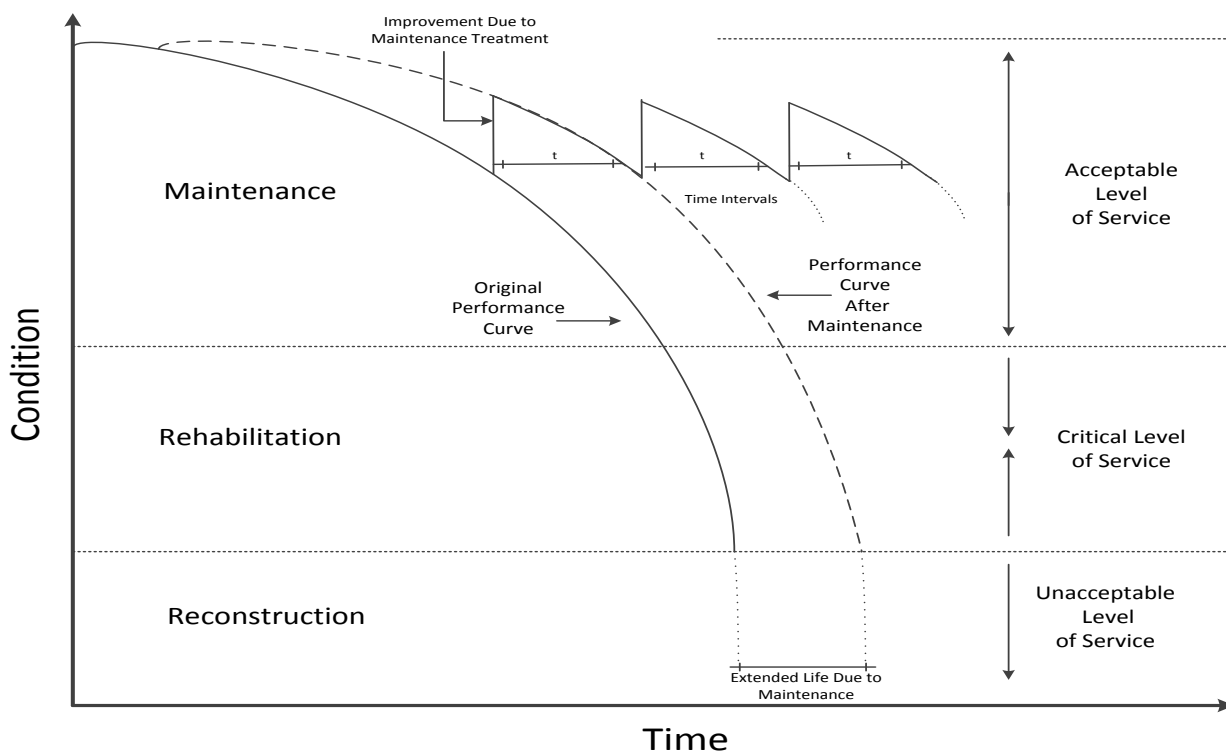 Improvement Due to
Maintenance Treatment
t
t
t
Time Intervals
Maintenance
Acceptable
Level
of Service
Original
Performance
Curve
Performance
Curve
After
Maintenance
Condition
Rehabilitation
Critical Level
of Service
Reconstruction
Unacceptable
Level
of Service
Extended Life Due to
Maintenance
Time